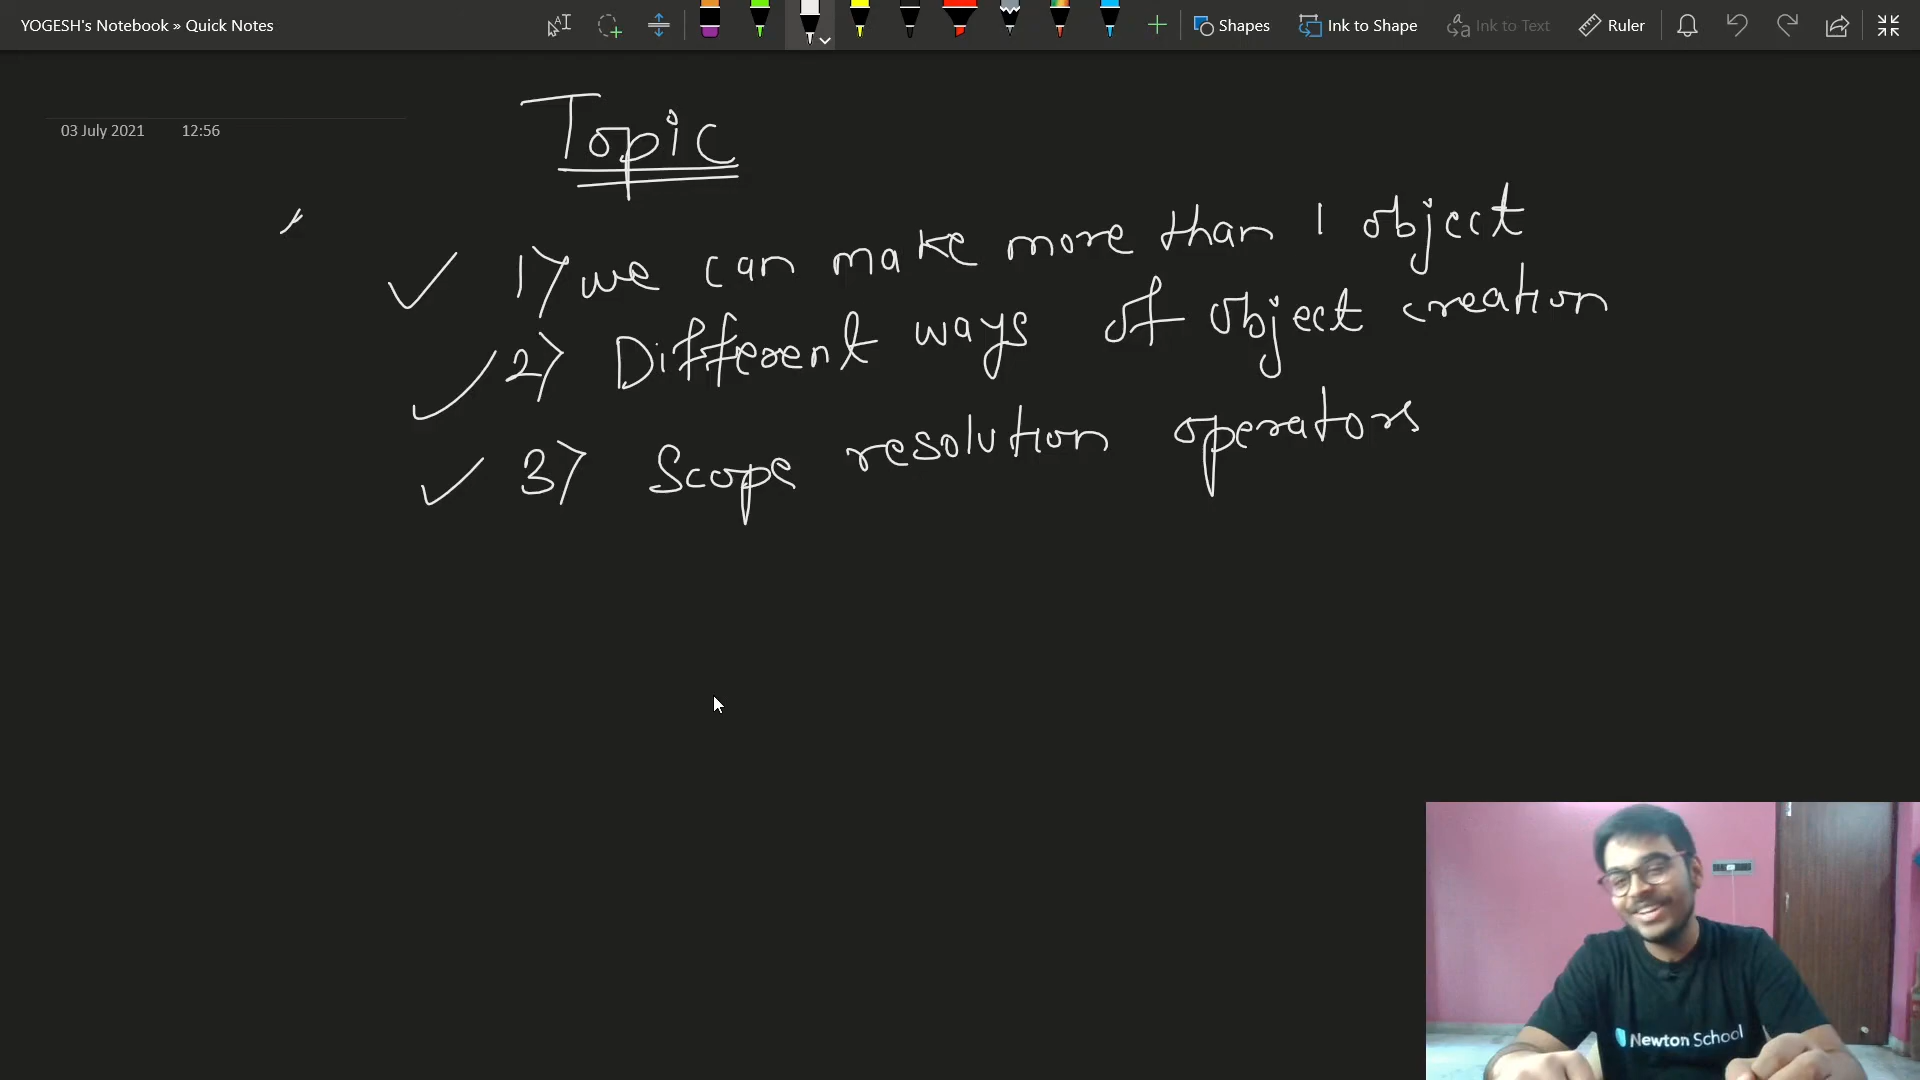 YOGESH's Notebook » Quick Notes
Shapes
Ink to Shape
Ink to Text
Ruler
03 July 2021 12:56
Topic
1) we can make more than 1 object
2) Different ways of object creation
3) Scope resolution operators
Newton School